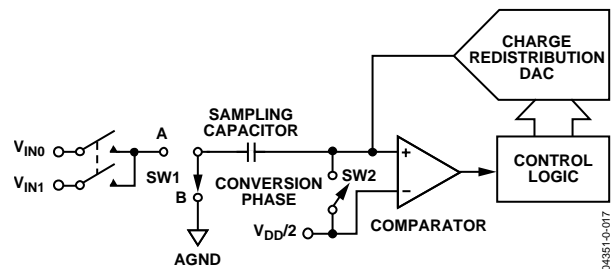 CHARGE
REDISTRIBUTION
DAC
SAMPLING
CAPACITOR
A
VIN0
VIN1
SW1
B
CONVERSION
PHASE
SW2
+
–
COMPARATOR
CONTROL
LOGIC
VDD/2
AGND
04351-0-017